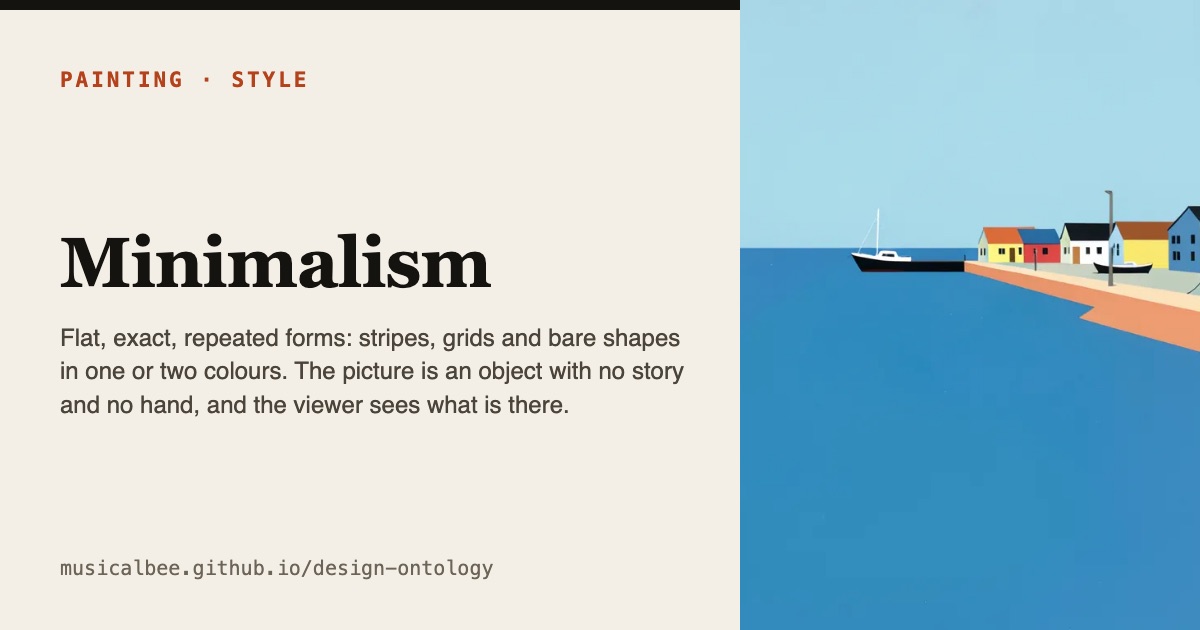 PAINTING · STYLE
Minimalism
Flat, exact, repeated forms: stripes, grids and bare shapes
in one or two colours. The picture is an object with no story
and no hand, and the viewer sees what is there.
musicalbee.github.io/design-ontology